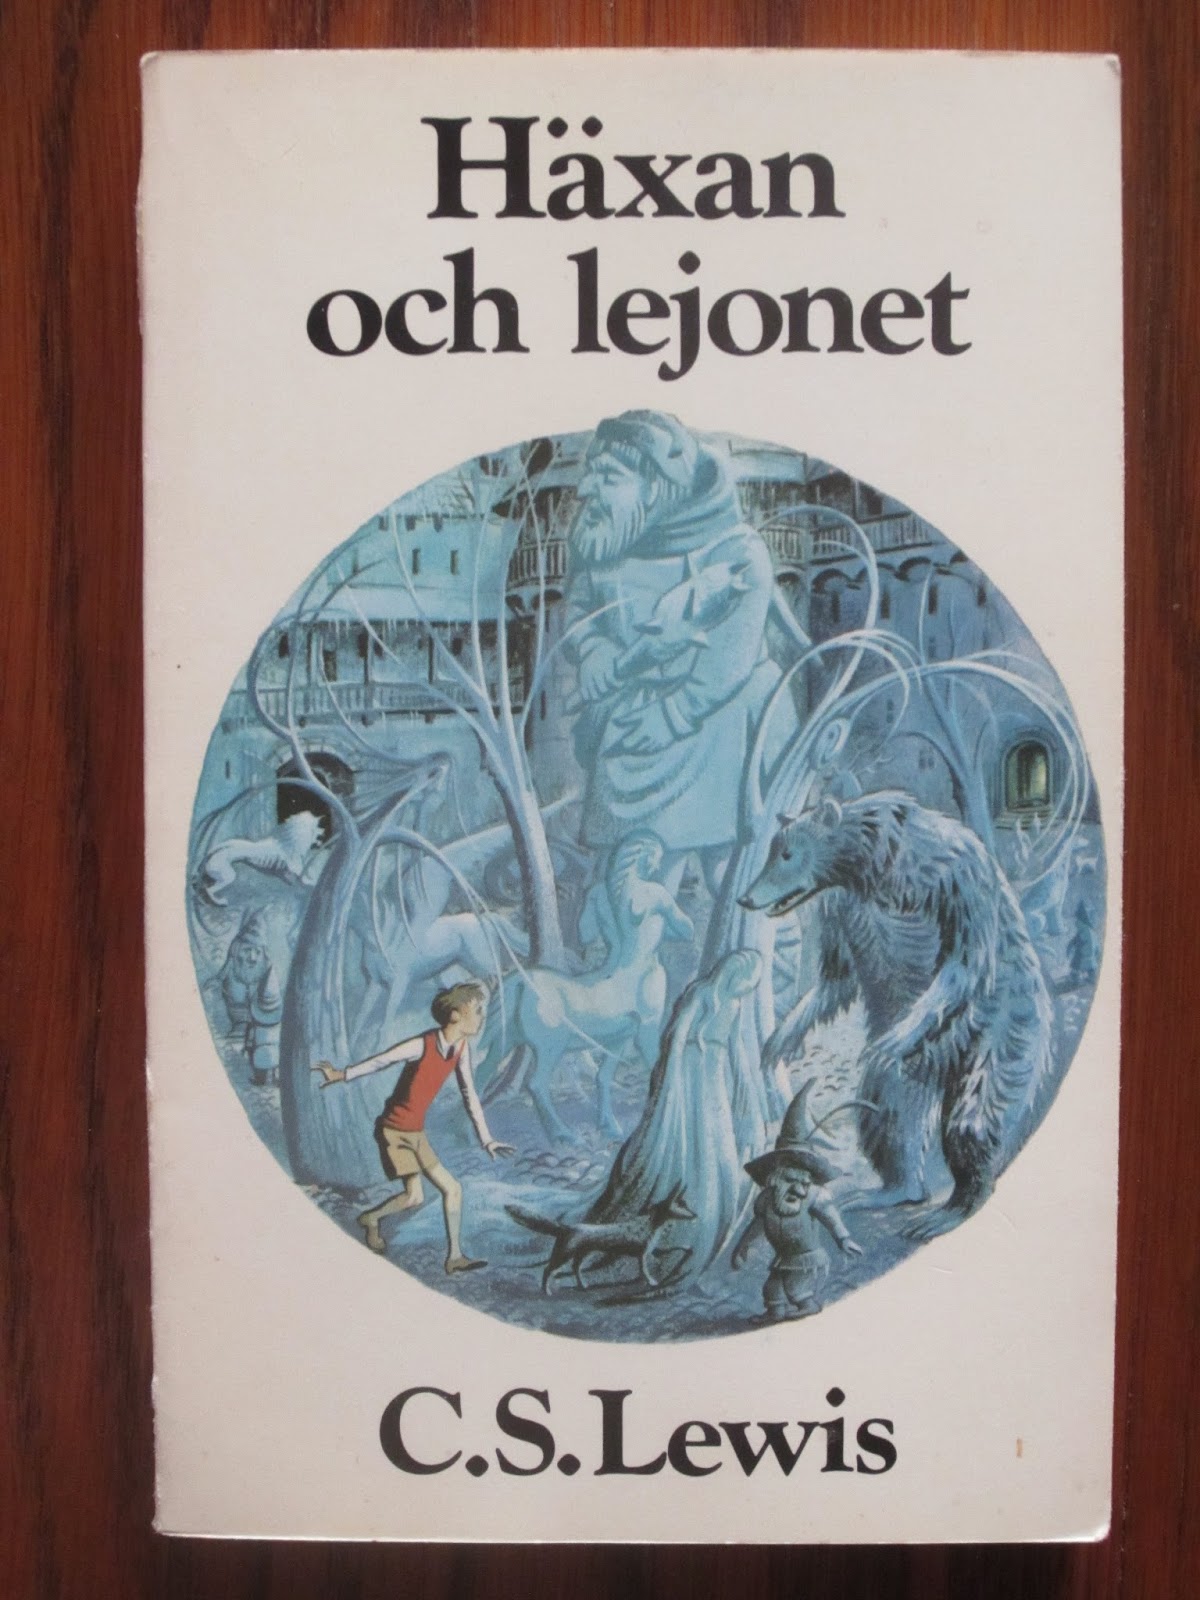 Häxan
och lejonet
C.S. Lewis